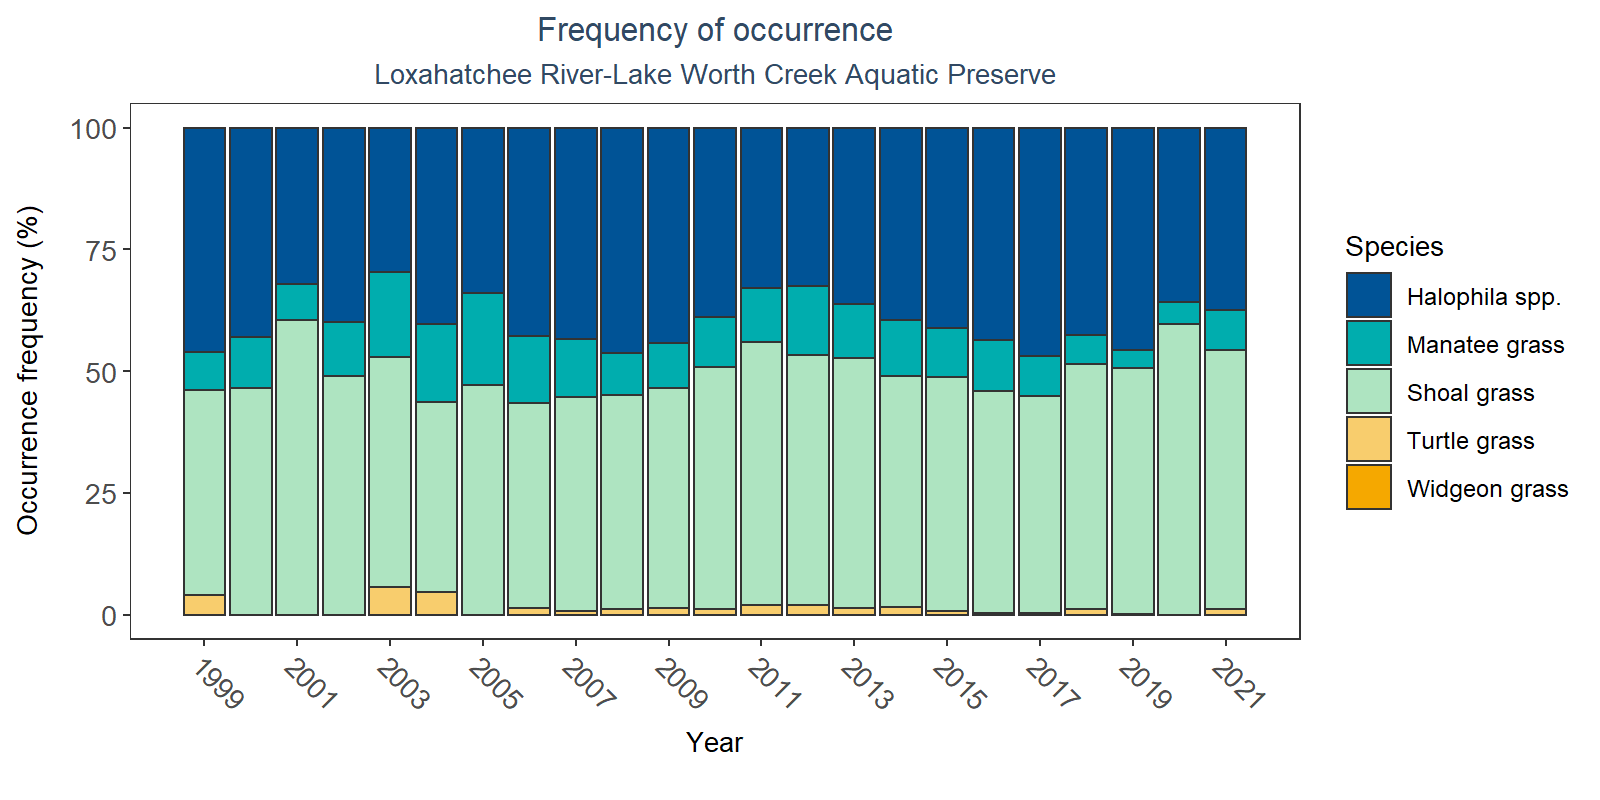 Frequency of occurrence
Loxahatchee River-Lake Worth Creek Aquatic Preserve
Occurrence frequency (%)
100
75
50
25
0
1999
2001
2003
2005
2007
2009
2011
2013
2015
2017
2019
2021
Year
Species
Halophila spp.
Manatee grass
Shoal grass
Turtle grass
Widgeon grass